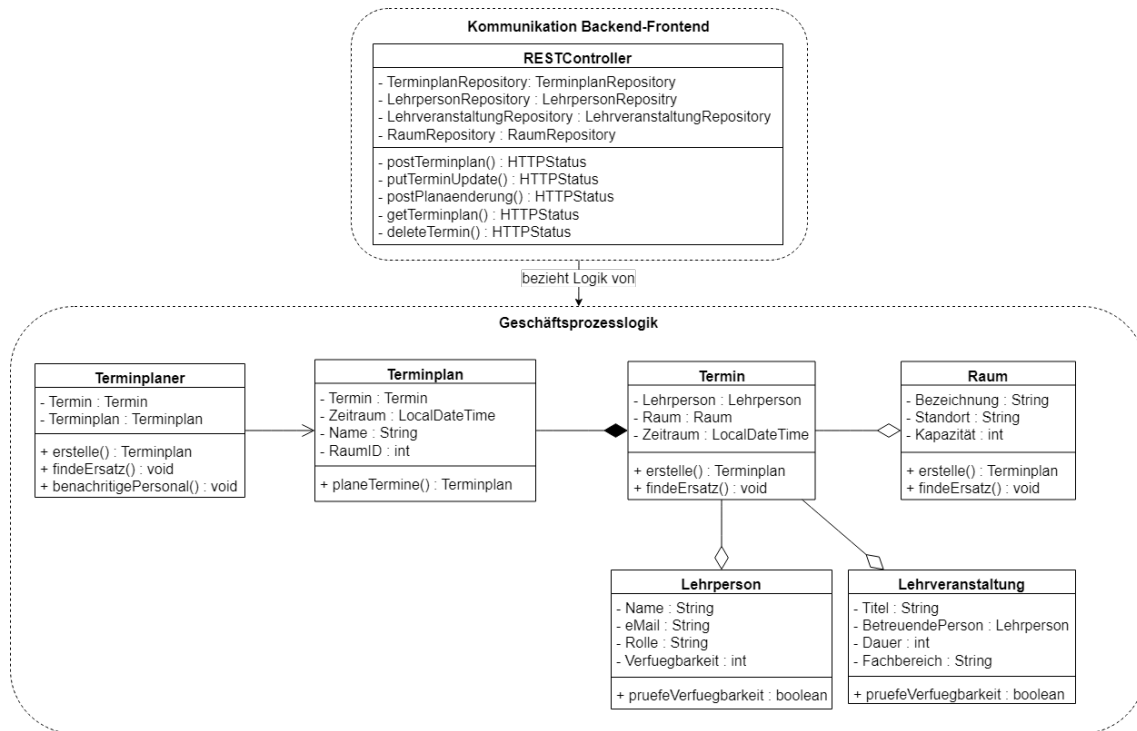 Kommunikation Backend-Frontend
RESTController
- TerminplanRepository: TerminplanRepository
- LehrpersonRepository : LehrpersonRepositry
- LehrveranstaltungRepository : LehrveranstaltungRepository
- RaumRepository : RaumRepository
- postTerminplan() : HTTPStatus
- putTerminUpdate() : HTTPStatus
- postPlanaenderung() : HTTPStatus
- getTerminplan() : HTTPStatus
- deleteTermin() : HTTPStatus
bezieht Logik von
Geschäftsprozesslogik
Terminplaner
- Termin : Termin
- Terminplan : Terminplan
+ erstelle() : Terminplan
+ findeErsatz() : void
+ benachritigePersonal() : void
Terminplan
- Termin : Termin
- Zeitraum : LocalDateTime
- Name : String
- RaumID : int
+ planeTermine() : Terminplan
Termin
- Lehrperson : Lehrperson
- Raum : Raum
- Zeitraum : LocalDateTime
+ erstelle() : Terminplan
+ findeErsatz() : void
Raum
- Bezeichnung : String
- Standort : String
- Kapazität : int
+ erstelle() : Terminplan
+ findeErsatz() : void
Lehrperson
- Name : String
- eMail : String
- Rolle : String
- Verfuegbarkeit : int
+ pruefeVerfuegbarkeit : boolean
Lehrveranstaltung
- Titel : String
- BetreuendePerson : Lehrperson
- Dauer : int
- Fachbereich : String
+ pruefeVerfuegbarkeit : boolean